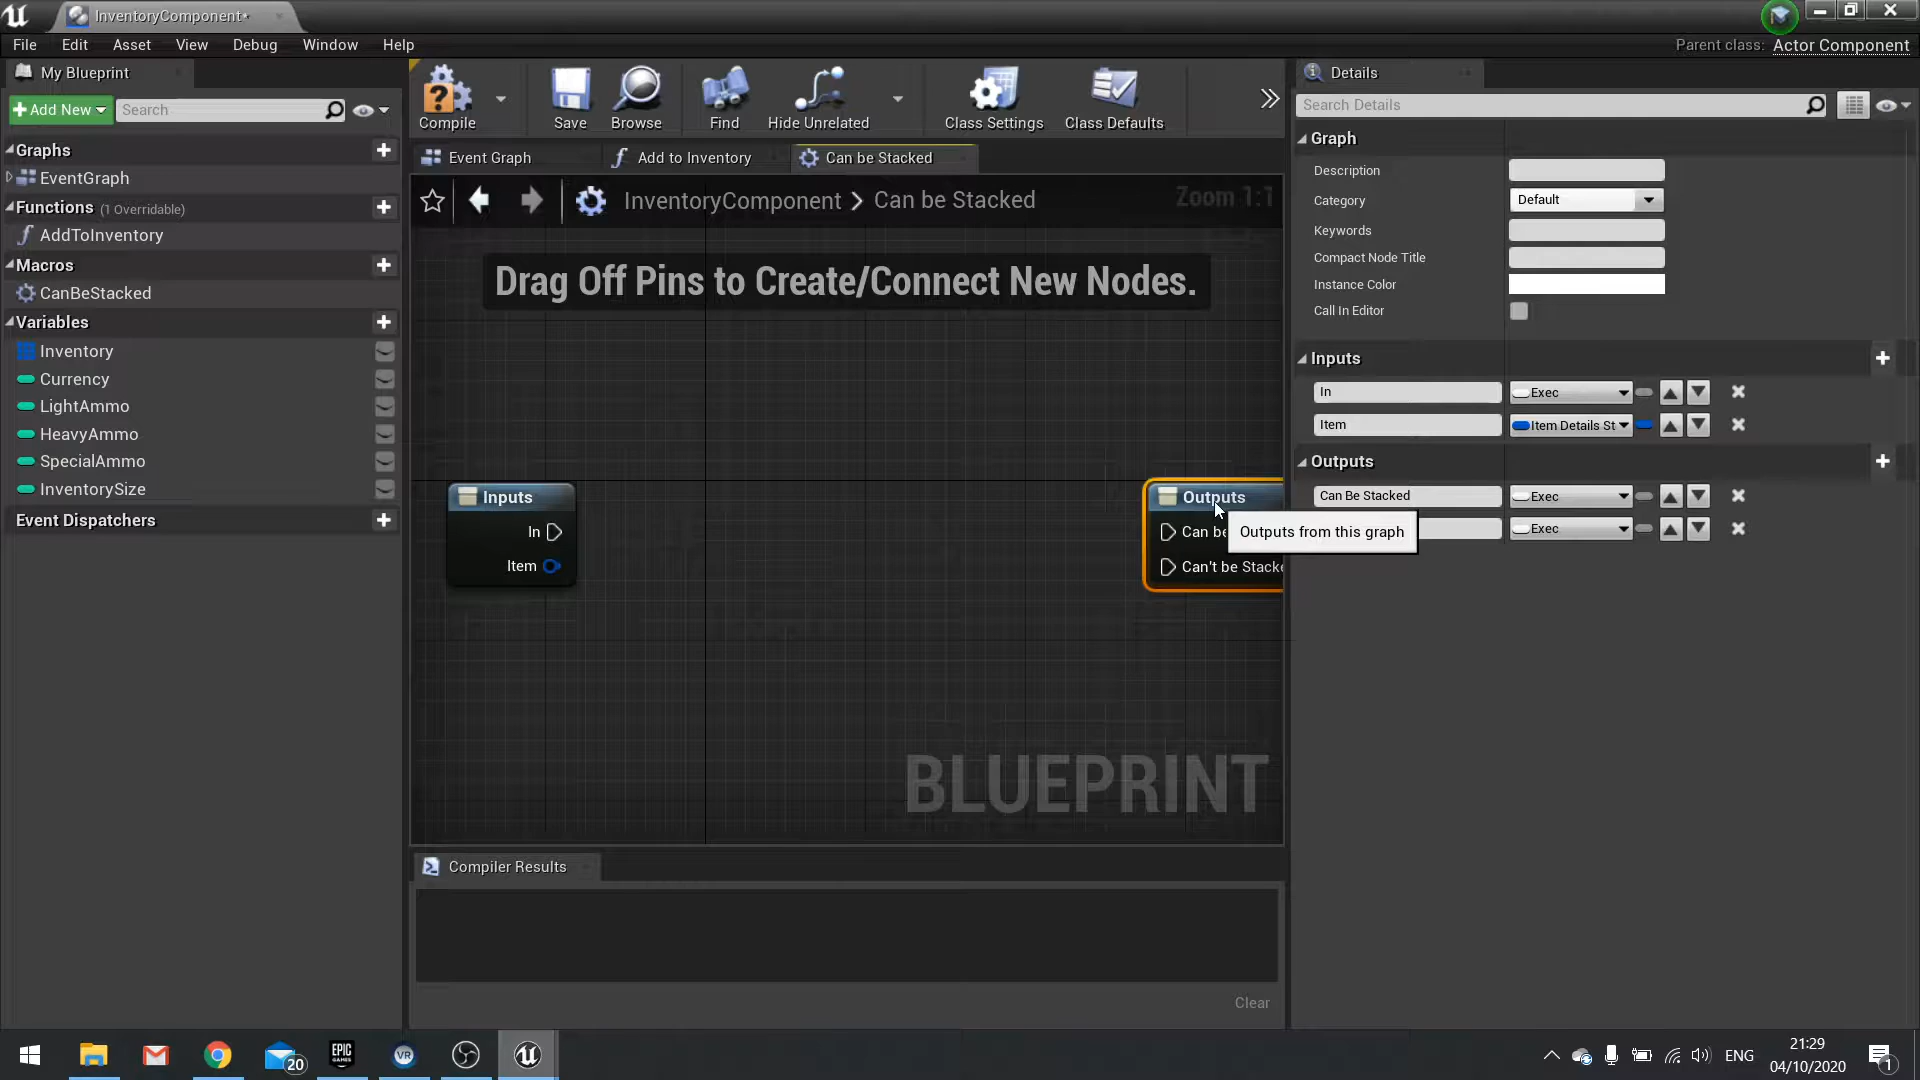 InventoryComponent*
File Edit Asset View Debug Window Help
Parent class: Actor Component
My Blueprint
Add New
Search
Graphs
EventGraph
Functions (1 Overridable)
AddToInventory
Macros
CanBeStacked
Variables
Inventory
Currency
LightAmmo
HeavyAmmo
SpecialAmmo
InventorySize
Event Dispatchers
Compile Save Browse Find Hide Unrelated Class Settings Class Defaults
Event Graph Add to Inventory Can be Stacked
InventoryComponent > Can be Stacked
Zoom 1:1
Drag Off Pins to Create/Connect New Nodes.
Inputs
In
Item
Outputs
Can be
Can't be Stacke
Outputs from this graph
BLUEPRINT
Compiler Results
Clear
Details
Search Details
Graph
Description
Category Default
Keywords
Compact Node Title
Instance Color
Call In Editor
Inputs
In Exec
Item Item Details St
Outputs
Can Be Stacked Exec
Exec
20
EPIC GAMES
VR
ENG
21:29
04/10/2020
1